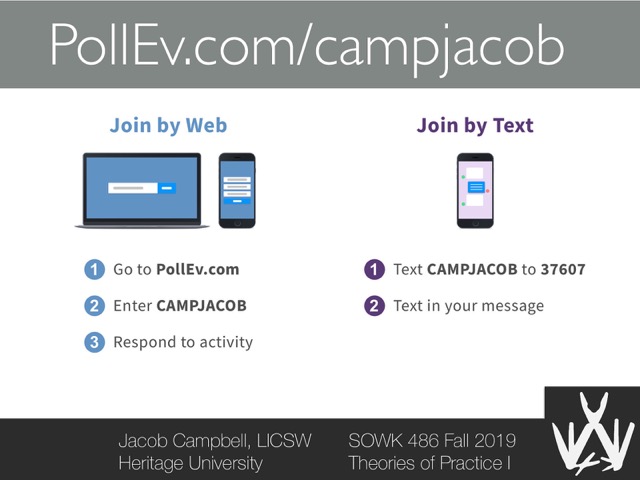 PollEv.com/campjacob
Join by Web
1 Go to PollEv.com
2 Enter CAMPJACOB
3 Respond to activity
Join by Text
1 Text CAMPJACOB to 37607
2 Text in your message
Jacob Campbell, LICSW
Heritage University
SOWK 486 Fall 2019
Theories of Practice I